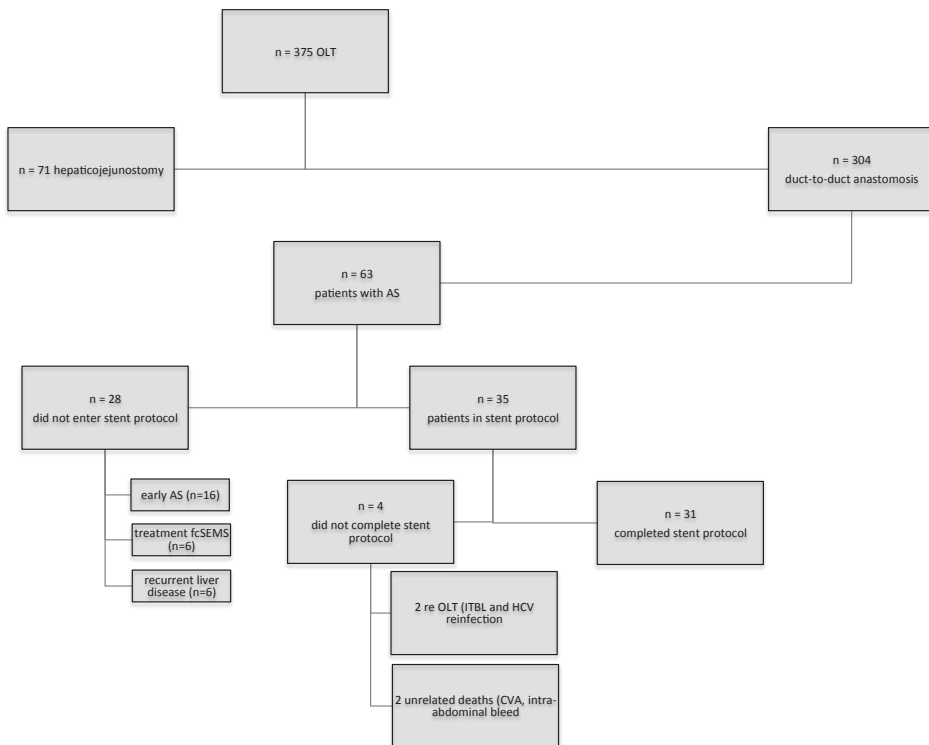 n = 375 OLT
n = 71 hepaticojejunostomy
n = 304
duct-to-duct anastomosis
n = 63
patients with AS
n = 28
did not enter stent protocol
n = 35
patients in stent protocol
early AS (n=16)
treatment fcSEMS
(n=6)
recurrent liver
disease (n=6)
n = 4
did not complete stent
protocol
n = 31
completed stent protocol
2 re OLT (ITBL and HCV
reinfection
2 unrelated deaths (CVA, intra-
abdominal bleed